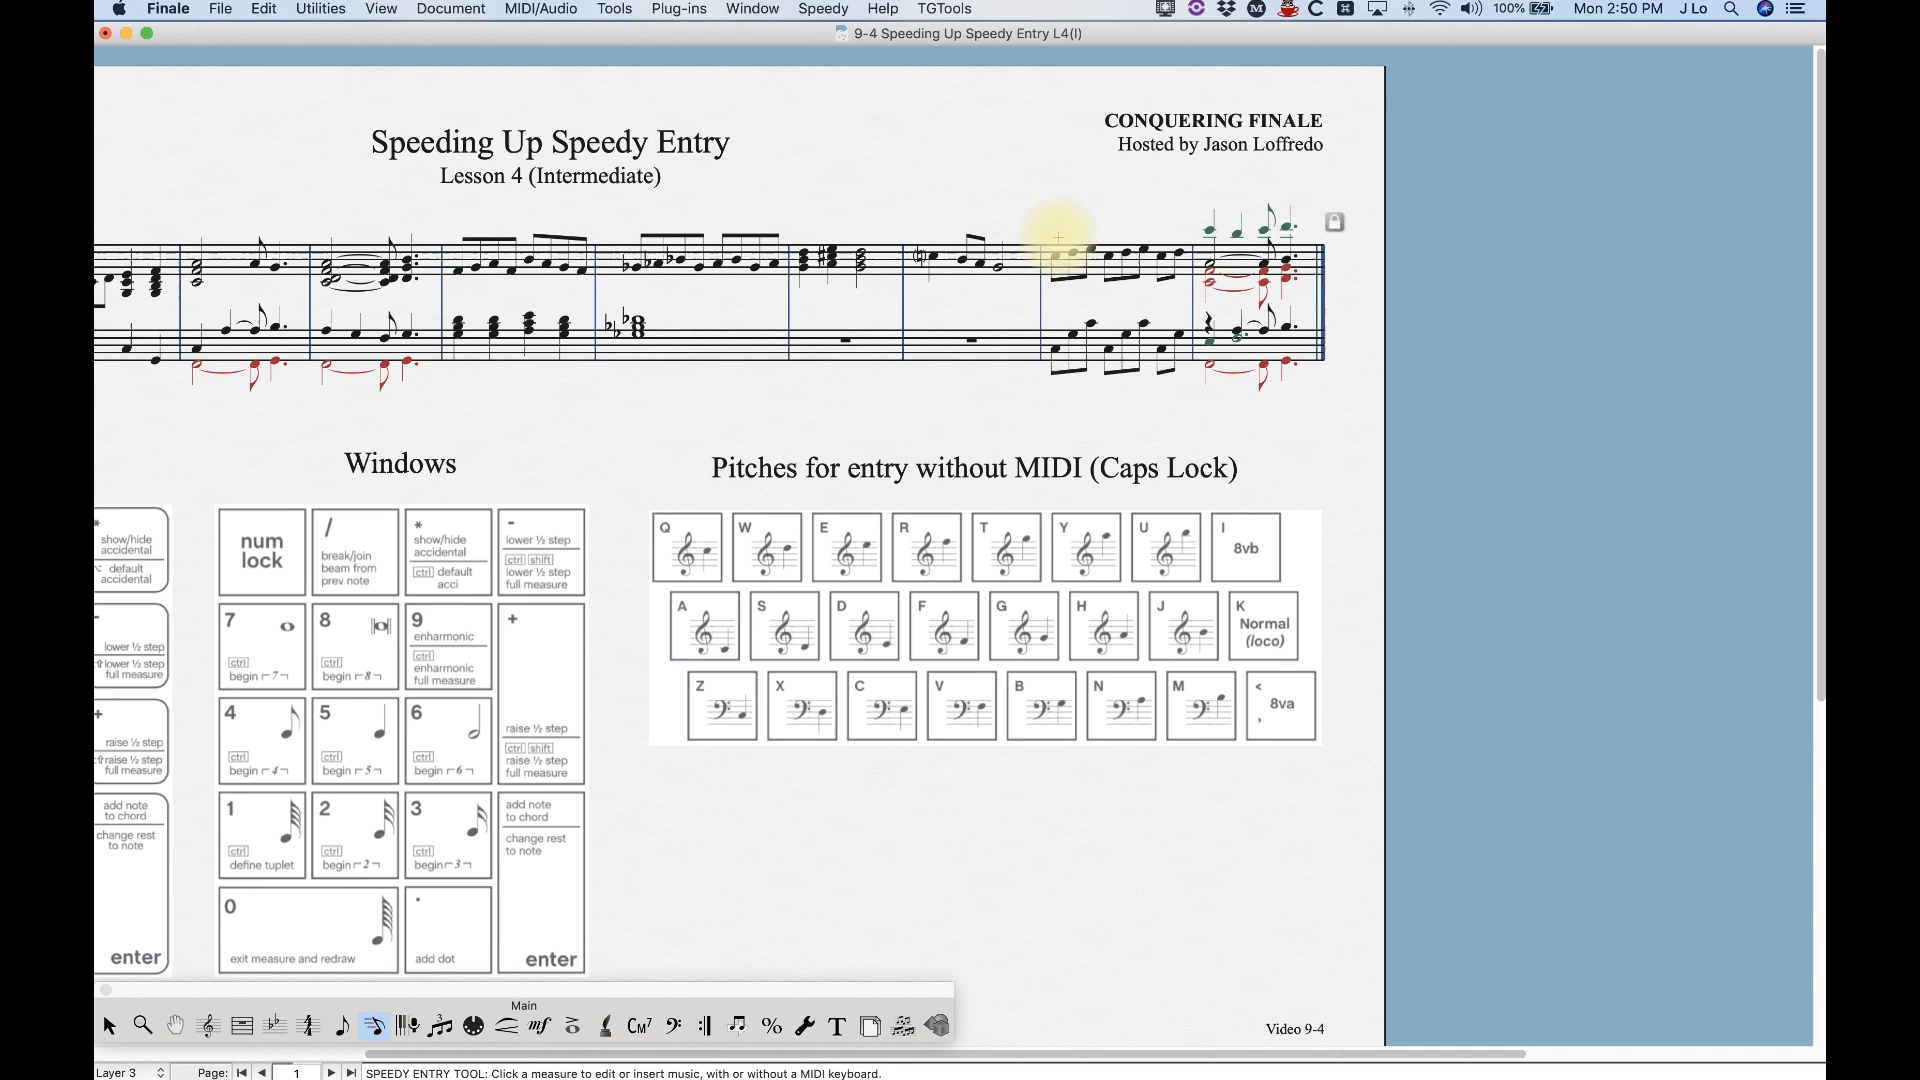 Finale File Edit Utilities View Document MIDI/Audio Tools Plug-ins Window Speedy Help TGTools 100% Mon 2:50 PM J Lo
9-4 Speeding Up Speedy Entry L4(I)
CONQUERING FINALE
Hosted by Jason Loffredo
Speeding Up Speedy Entry
Lesson 4 (Intermediate)
Windows
Pitches for entry without MIDI (Caps Lock)
*
show/hide
accidental
default
accidental
-
lower ½ step
lower ½ step
full measure
+
raise ½ step
raise ½ step
full measure
add note
to chord
change rest
to note
enter
num
lock
/
break/join
beam from
prev note
*
show/hide
accidental
ctrl default
acci
-
lower ½ step
ctrl shift
lower ½ step
full measure
7
ctrl
begin 7
8
ctrl
begin 8
9
enharmonic
ctrl
enharmonic
full measure
+
raise ½ step
ctrl shift
raise ½ step
full measure
4
ctrl
begin 4
5
ctrl
begin 5
6
ctrl
begin 6
1
ctrl
define tuplet
2
ctrl
begin 2
3
ctrl
begin 3
add note
to chord
change rest
to note
enter
0
exit measure and redraw
.
add dot
Q W E R T Y U I
8vb
A S D F G H J K
Normal
(loco)
Z X C V B N M <
8va
,
Main
mf CM7 % T
Video 9-4
Layer 3 Page: 1 SPEEDY ENTRY TOOL: Click a measure to edit or insert music, with or without a MIDI keyboard.